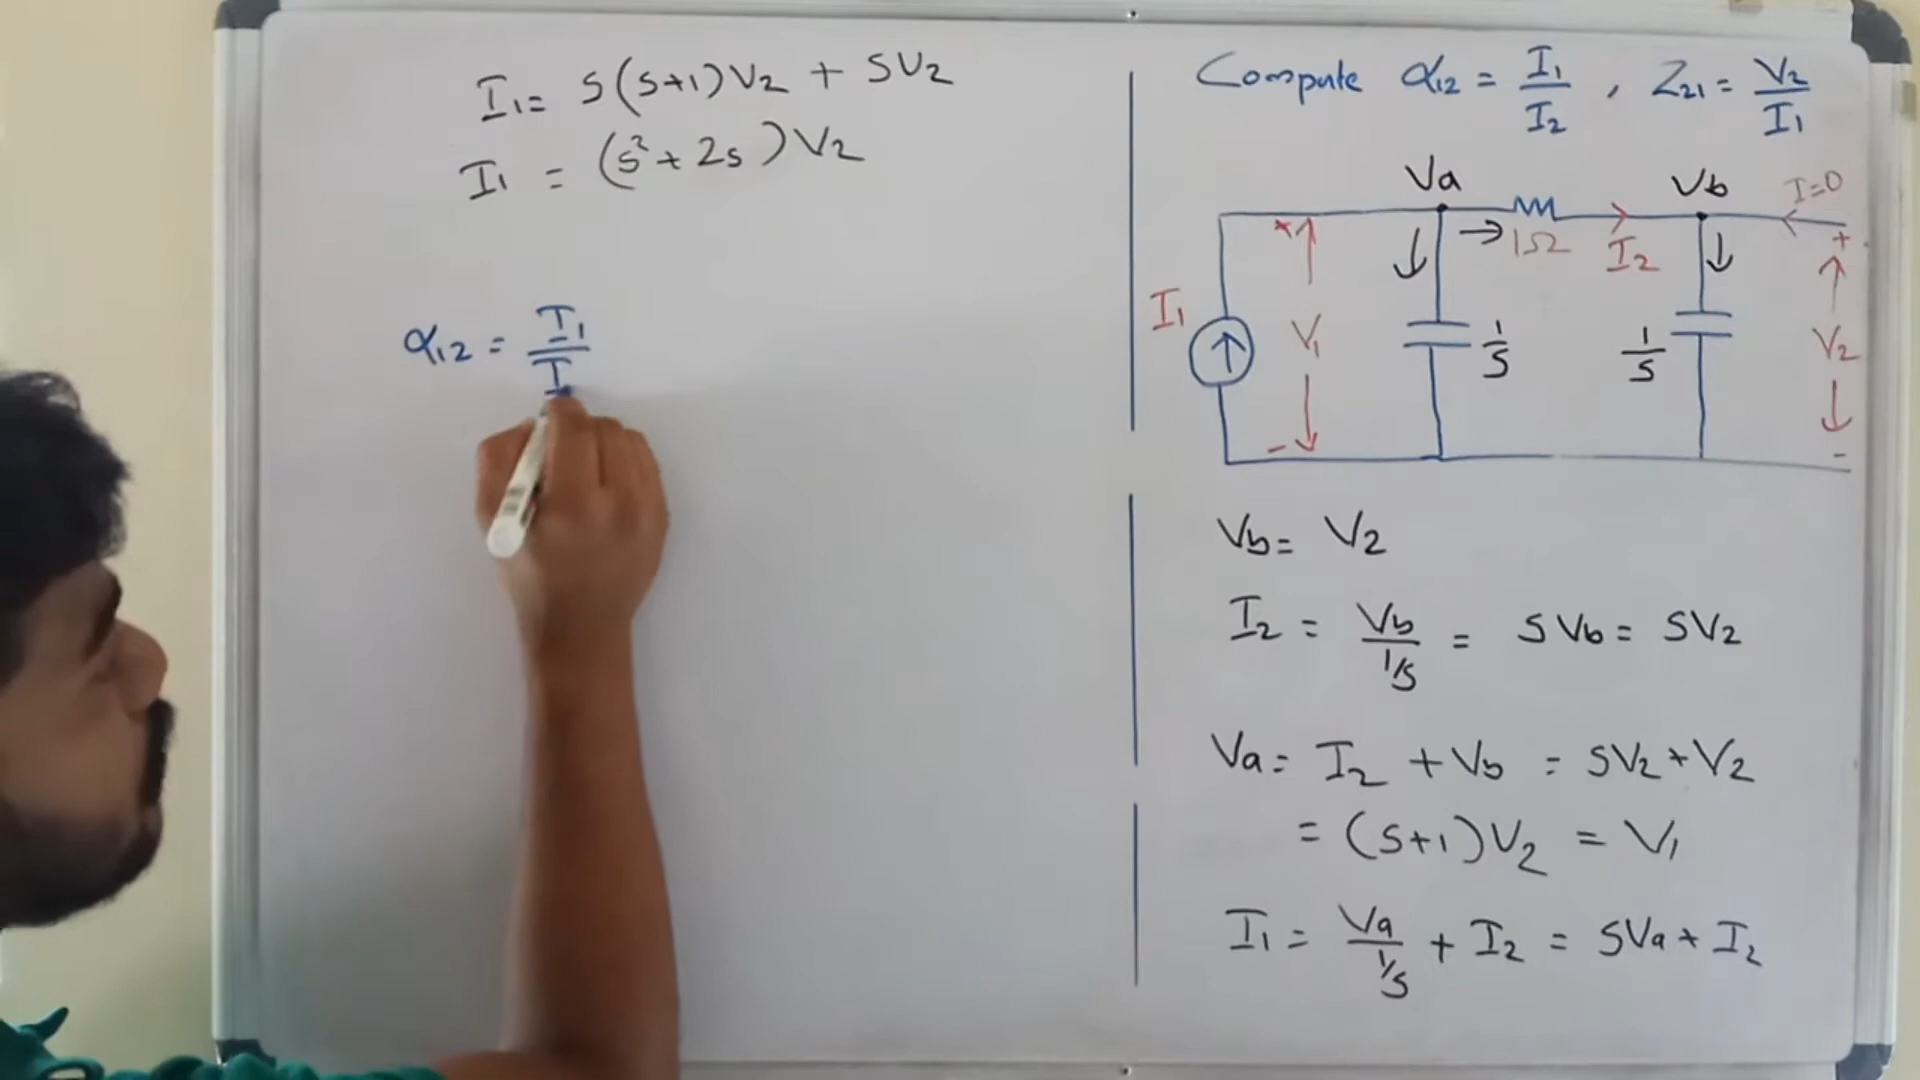 I₁ = s(s+1)V₂ + sV₂
I₁ = (s²+2s)V₂
α₁₂ = I₁/I
Compute α₁₂ = I₁/I₂ , Z₂₁ = V₂/I₁
Va
Vb
I=0
+
1Ω
I₂
+
I₁
V₁
1/s
1/s
V₂
-
-
Vb = V₂
I₂ = Vb/(1/s) = sVb = sV₂
Va = I₂ + Vb = sV₂+V₂
= (s+1)V₂ = V₁
I₁ = Va/(1/s) + I₂ = sVa + I₂